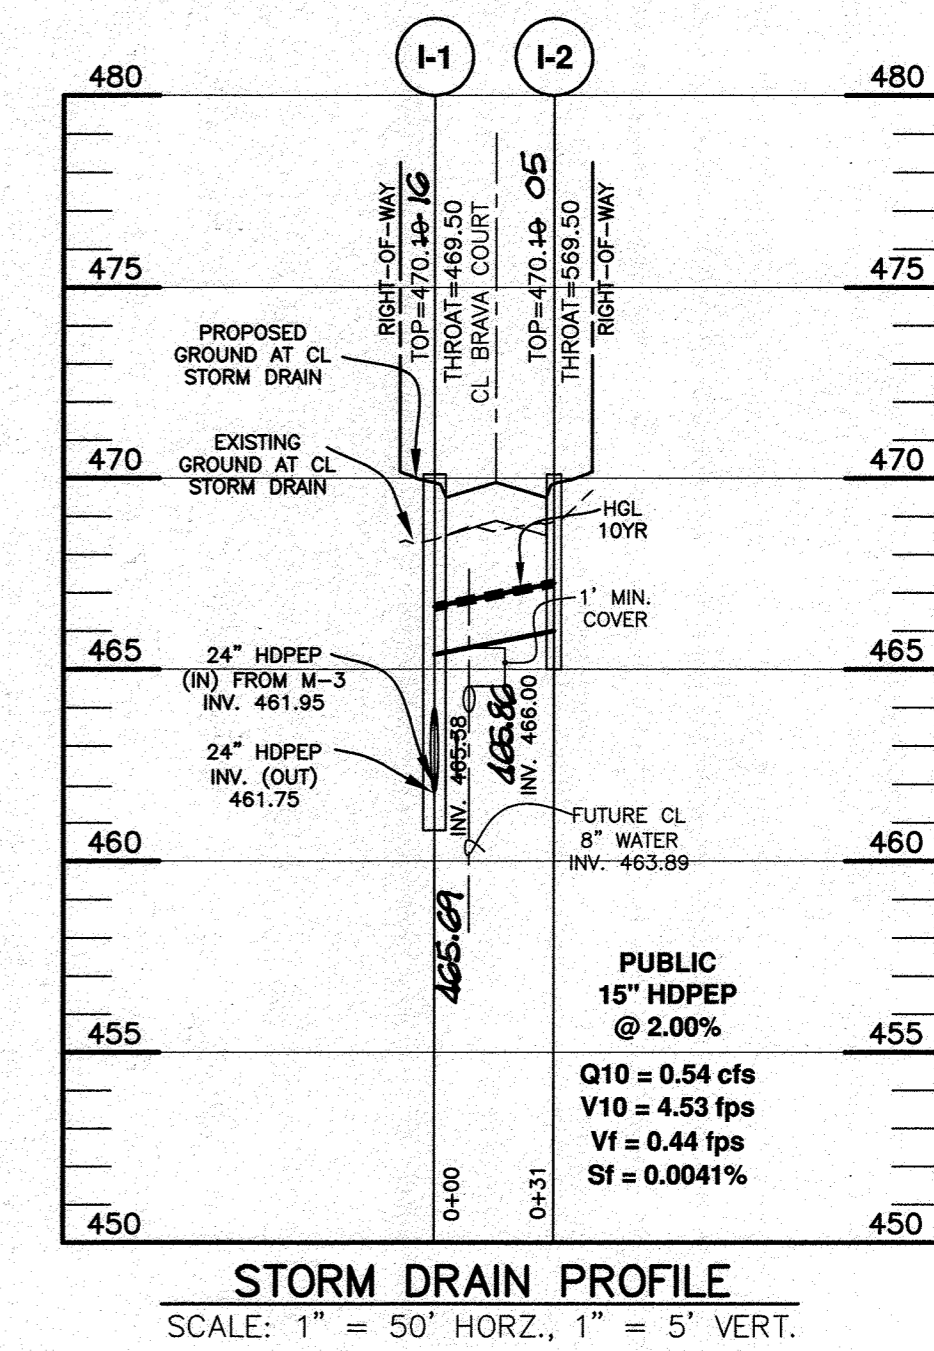 I-1
I-2
480
480
475
475
470
470
465
465
460
460
455
455
450
450
RIGHT-OF-WAY
TOP=470.10 16
THROAT=469.50
CL BRAVA COURT
TOP=470.10 05
THROAT=569.50
RIGHT-OF-WAY
PROPOSED
GROUND AT CL
STORM DRAIN
EXISTING
GROUND AT CL
STORM DRAIN
HGL
10YR
1' MIN.
COVER
24" HDPEP
(IN) FROM M-3
INV. 461.95
24" HDPEP
INV. (OUT)
461.75
INV. 465.38
465.69
465.80
INV. 466.00
FUTURE CL
8" WATER
INV. 463.89
PUBLIC
15" HDPEP
@ 2.00%
Q10 = 0.54 cfs
V10 = 4.53 fps
Vf = 0.44 fps
Sf = 0.0041%
0+00
0+31
STORM DRAIN PROFILE
SCALE: 1" = 50' HORZ., 1" = 5' VERT.